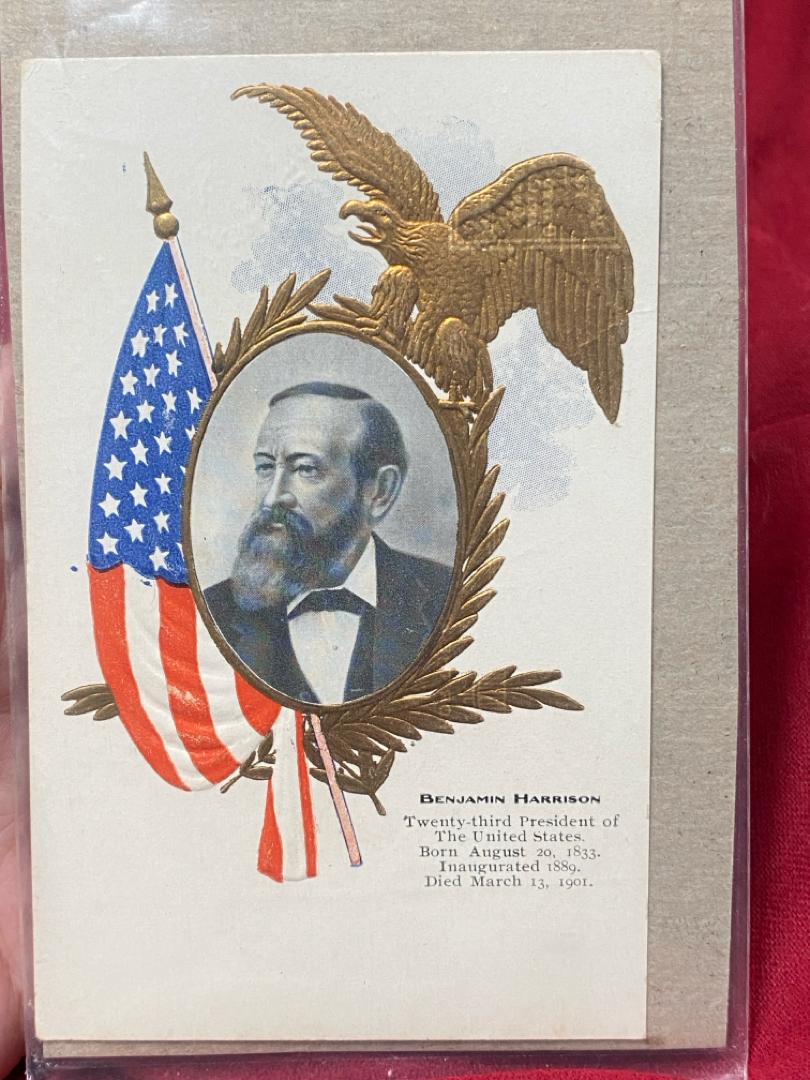 Benjamin Harrison
Twenty-third President of
The United States.
Born August 20, 1833.
Inaugurated 1889.
Died March 13, 1901.